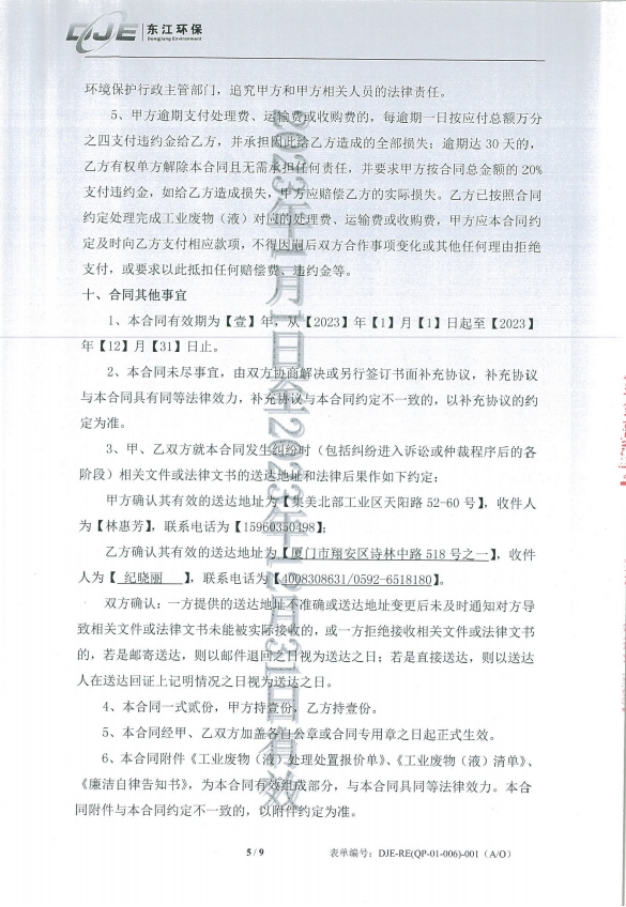 DJE 东江环保
Dongjiang Environment
环境保护行政主管部门，追究甲方和甲方相关人员的法律责任。
5、甲方逾期支付处理费、运输费或收购费的，每逾期一日按应付总额万分
之四支付违约金给乙方，并承担因此给乙方造成的全部损失；逾期达 30 天的，
乙方有权单方解除本合同且无需承担任何责任，并要求甲方按合同总金额的 20%
支付违约金，如给乙方造成损失，甲方应赔偿乙方的实际损失。乙方已按照合同
约定处理完成工业废物（液）对应的处理费、运输费或收购费，甲方应本合同约
定及时向乙方支付相应款项，不得因嗣后双方合作事项变化或其他任何理由拒绝
支付，或要求以此抵扣任何赔偿费、违约金等。
十、合同其他事宜
1、本合同有效期为【壹】年，从【2023】年【1】月【1】日起至【2023】
年【12】月【31】日止。
2、本合同未尽事宜，由双方协商解决或另行签订书面补充协议，补充协议
与本合同具有同等法律效力，补充协议与本合同约定不一致的，以补充协议的约
定为准。
3、甲、乙双方就本合同发生纠纷时（包括纠纷进入诉讼或仲裁程序后的各
阶段）相关文件或法律文书的送达地址和法律后果作如下约定：
甲方确认其有效的送达地址为【集美北部工业区天阳路 52-60 号】，收件人
为【林惠芳】，联系电话为【15960350498】；
乙方确认其有效的送达地址为【厦门市翔安区诗林中路 518 号之一】，收件
人为【 纪晓丽 】，联系电话为【4008308631/0592-6518180】。
双方确认：一方提供的送达地址不准确或送达地址变更后未及时通知对方导
致相关文件或法律文书未能被实际接收的，或一方拒绝接收相关文件或法律文书
的，若是邮寄送达，则以邮件退回之日视为送达之日；若是直接送达，则以送达
人在送达回证上记明情况之日视为送达之日。
4、本合同一式贰份，甲方持壹份，乙方持壹份。
5、本合同经甲、乙双方加盖各自公章或合同专用章之日起正式生效。
6、本合同附件《工业废物（液）处理处置报价单》、《工业废物（液）清单》、
《廉洁自律告知书》，为本合同有效组成部分，与本合同具同等法律效力。本合
同附件与本合同约定不一致的，以附件约定为准。
2023年1月1日至2023年12月31日有效
5 / 9
表单编号：DJE-RE(QP-01-006)-001（A/O）